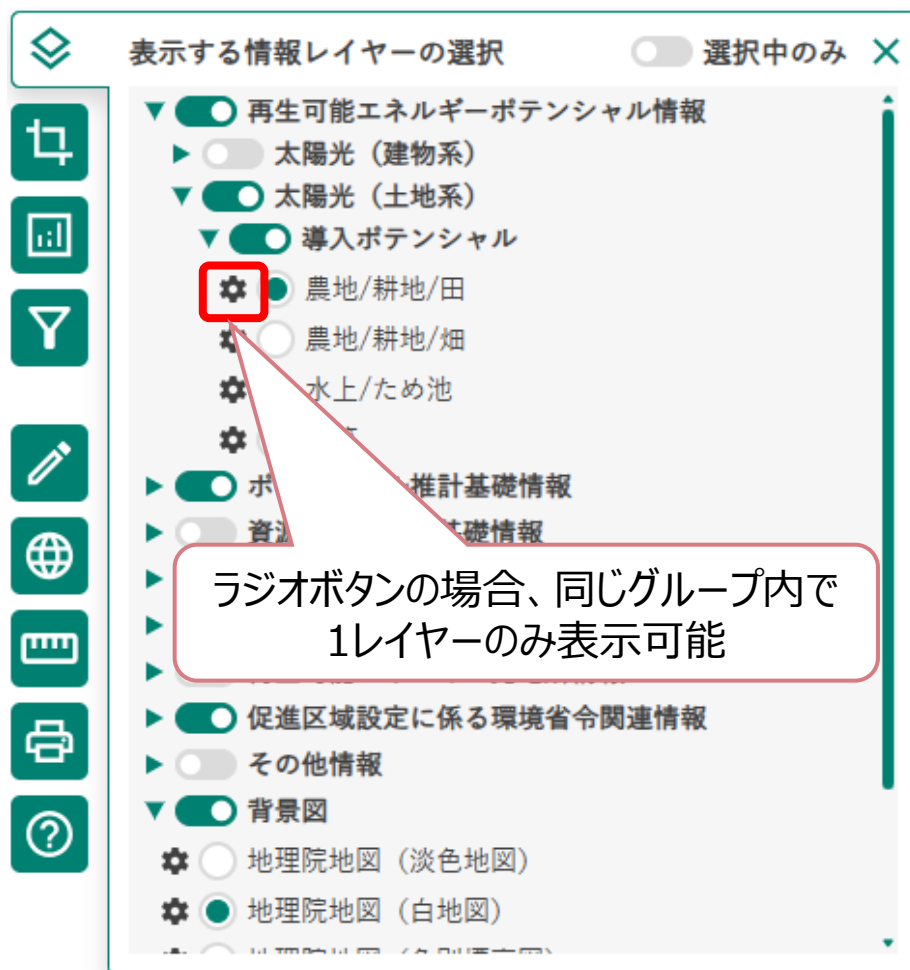 表示する情報レイヤーの選択
選択中のみ
再生可能エネルギーポテンシャル情報
太陽光（建物系）
太陽光（土地系）
導入ポテンシャル
農地/耕地/田
農地/耕地/畑
水上/ため池
推計基礎情報
基礎情報
ラジオボタンの場合、同じグループ内で
1レイヤーのみ表示可能
促進区域設定に係る環境省令関連情報
その他情報
背景図
地理院地図（淡色地図）
地理院地図（白地図）